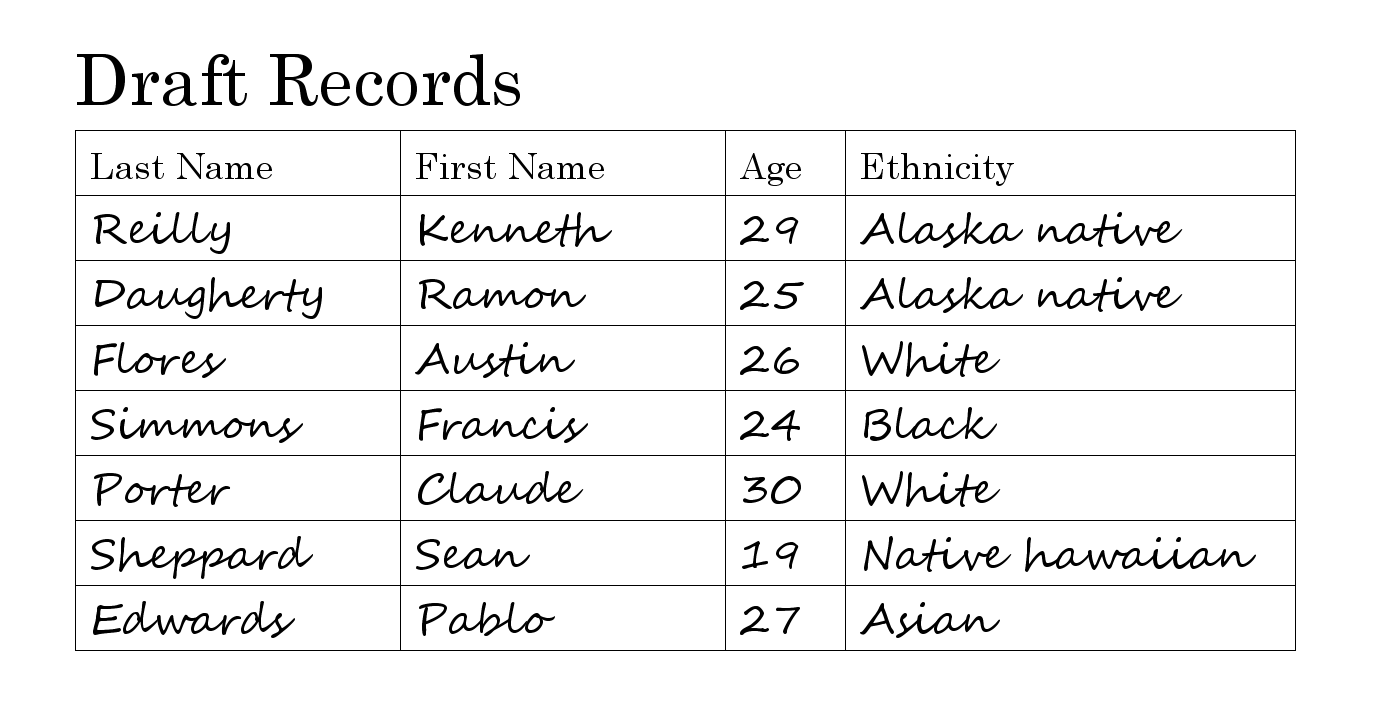 Draft Records
Last Name First Name Age Ethnicity
Reilly Kenneth 29 Alaska native
Daugherty Ramon 25 Alaska native
Flores Austin 26 White
Simmons Francis 24 Black
Porter Claude 30 White
Sheppard Sean 19 Native hawaiian
Edwards Pablo 27 Asian